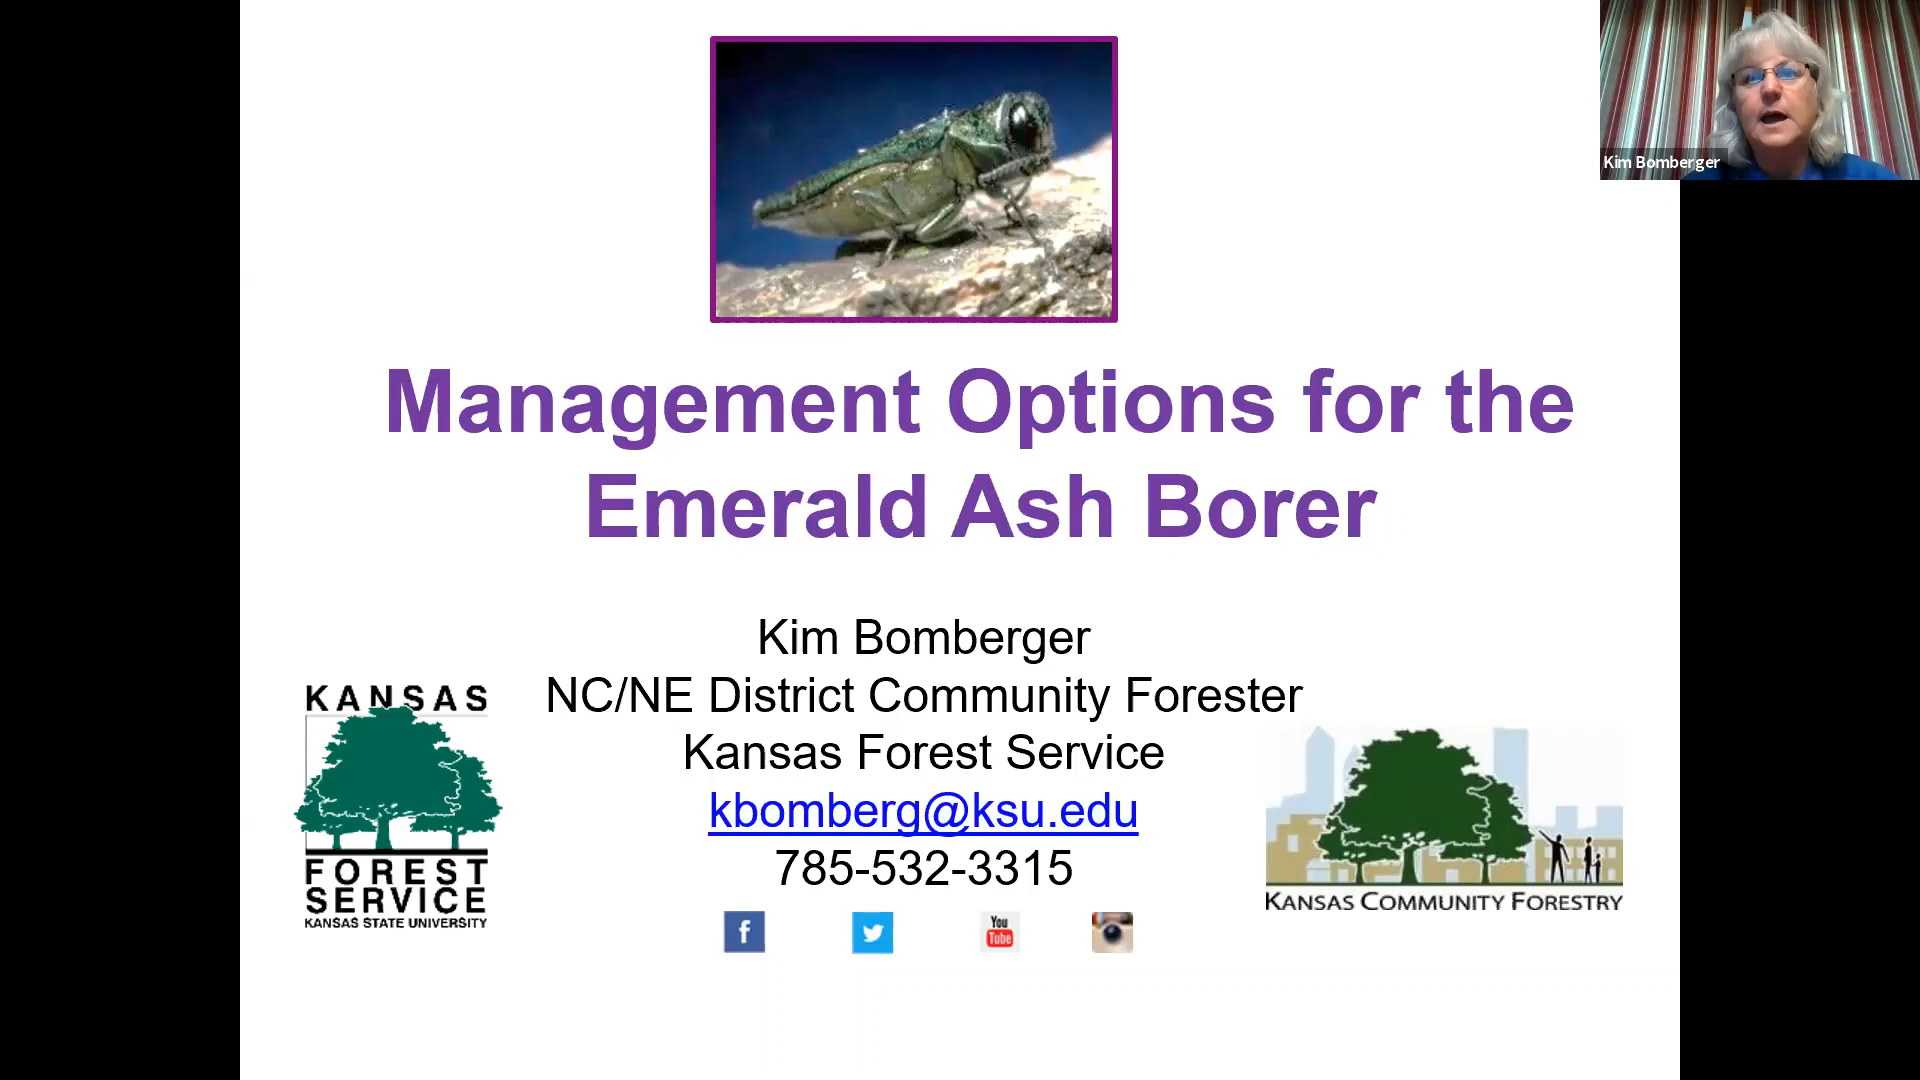 Kim Bomberger
Management Options for the
Emerald Ash Borer
Kim Bomberger
NC/NE District Community Forester
Kansas Forest Service
kbomberg@ksu.edu
785-532-3315
KANSAS
FOREST
SERVICE
KANSAS STATE UNIVERSITY
KANSAS COMMUNITY FORESTRY
f
You
Tube